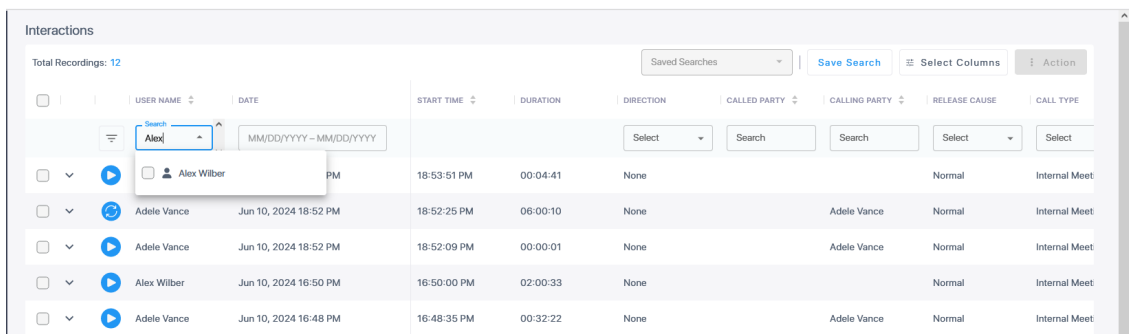 Interactions
Total Recordings: 12 Saved Searches Save Search Select Columns Action
USER NAME DATE START TIME DURATION DIRECTION CALLED PARTY CALLING PARTY RELEASE CAUSE CALL TYPE
Search
Alex MM/DD/YYYY – MM/DD/YYYY Select Search Search Select Select
Alex Wilber
PM 18:53:51 PM 00:04:41 None Normal Internal Meeti
Adele Vance Jun 10, 2024 18:52 PM 18:52:25 PM 06:00:10 None Adele Vance Normal Internal Meeti
Adele Vance Jun 10, 2024 18:52 PM 18:52:09 PM 00:00:01 None Adele Vance Normal Internal Meeti
Alex Wilber Jun 10, 2024 16:50 PM 16:50:00 PM 02:00:33 None Normal Internal Meeti
Adele Vance Jun 10, 2024 16:48 PM 16:48:35 PM 00:32:22 None Adele Vance Normal Internal Meeti